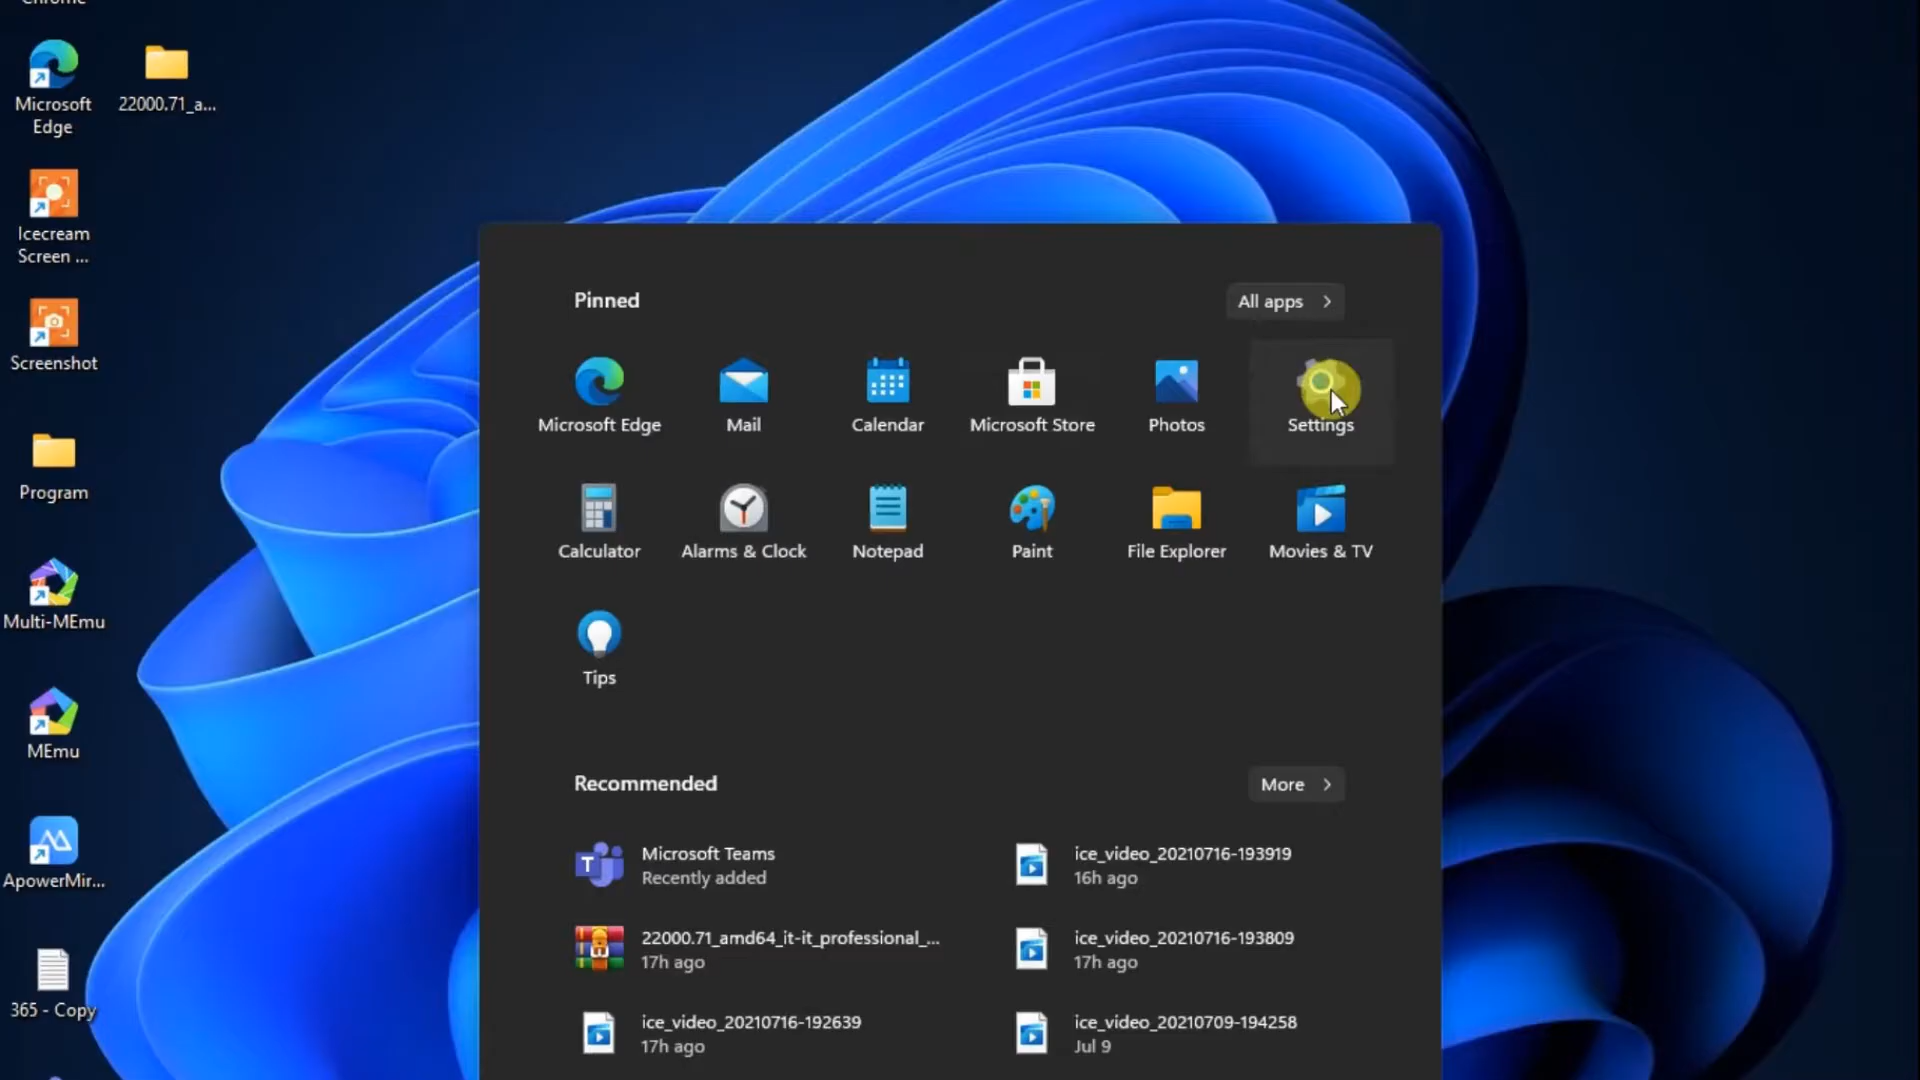 Chrome
Microsoft
Edge
22000.71_a...
Icecream
Screen ...
Screenshot
Program
Multi-MEmu
MEmu
ApowerMir...
365 - Copy
Pinned
All apps
Microsoft Edge
Mail
Calendar
Microsoft Store
Photos
Settings
Calculator
Alarms & Clock
Notepad
Paint
File Explorer
Movies & TV
Tips
Recommended
More
Microsoft Teams
Recently added
ice_video_20210716-193919
16h ago
22000.71_amd64_it-it_professional_...
17h ago
ice_video_20210716-193809
17h ago
ice_video_20210716-192639
17h ago
ice_video_20210709-194258
Jul 9